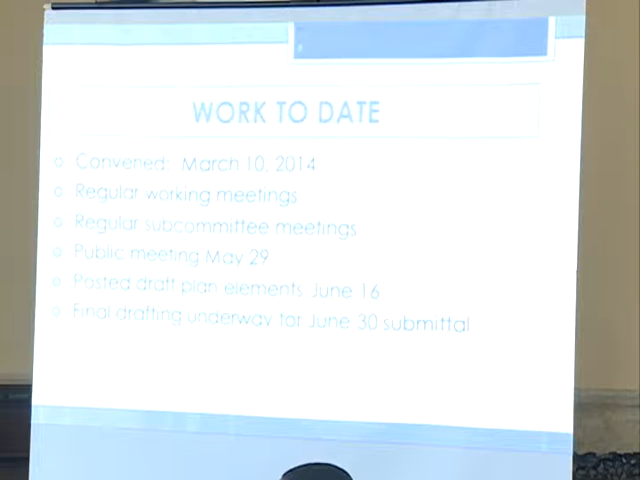 WORK TO DATE
Convened: March 10, 2014
Regular working meetings
Regular subcommittee meetings
Public meeting May 29
Posted draft plan elements June 16
Final drafting underway for June 30 submittal